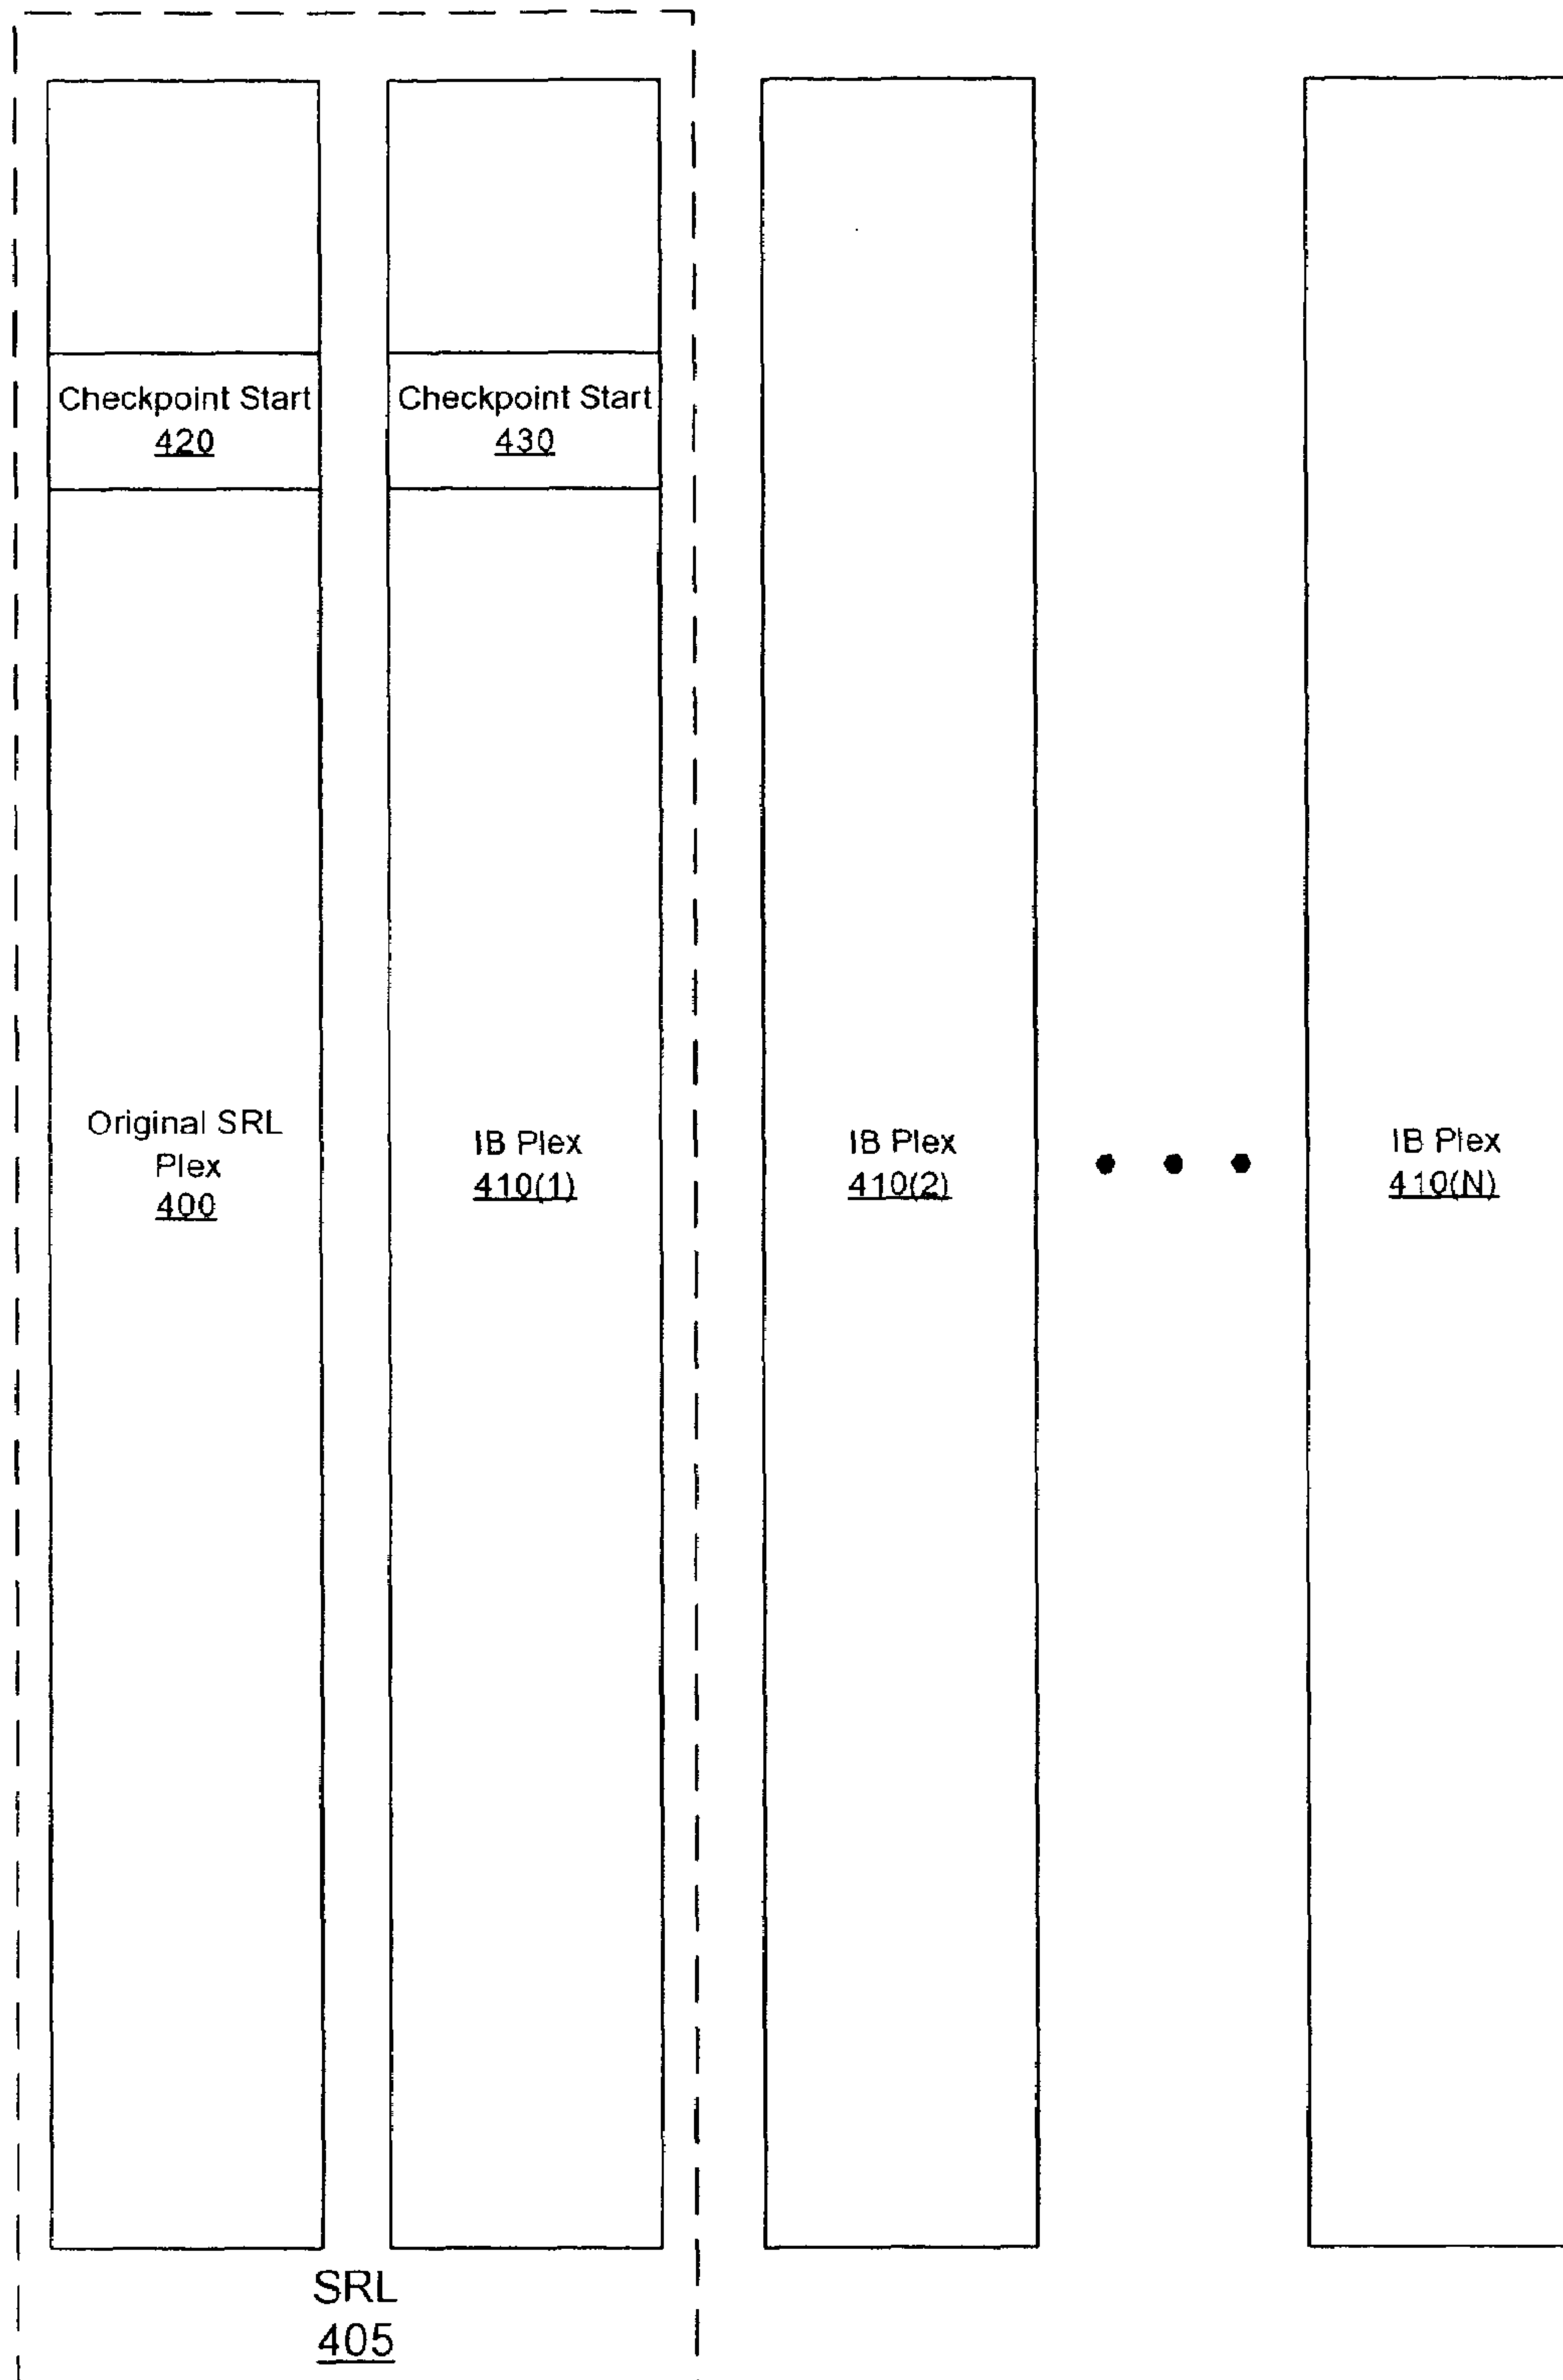 Checkpoint Start
420
Checkpoint Start
430
Original SRL
Plex
400
IB Plex
410(1)
IB Plex
410(2)
IB Plex
410(N)
SRL
405